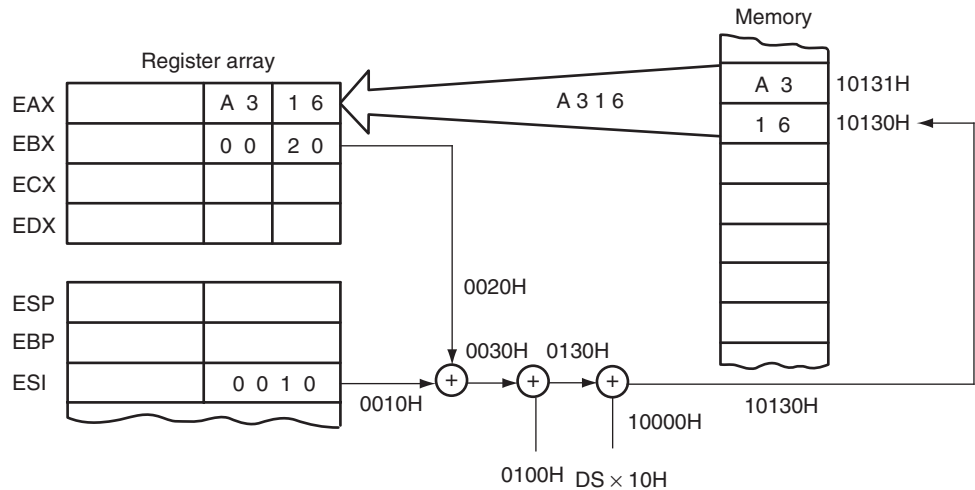 Memory
Register array
EAX A 3 1 6 A 3 1 6 A 3 10131H
EBX 0 0 2 0 1 6 10130H
ECX
EDX
ESP 0020H
EBP
0030H 0130H
ESI 0 0 1 0 + + +
0010H 10000H 10130H
0100H DS × 10H